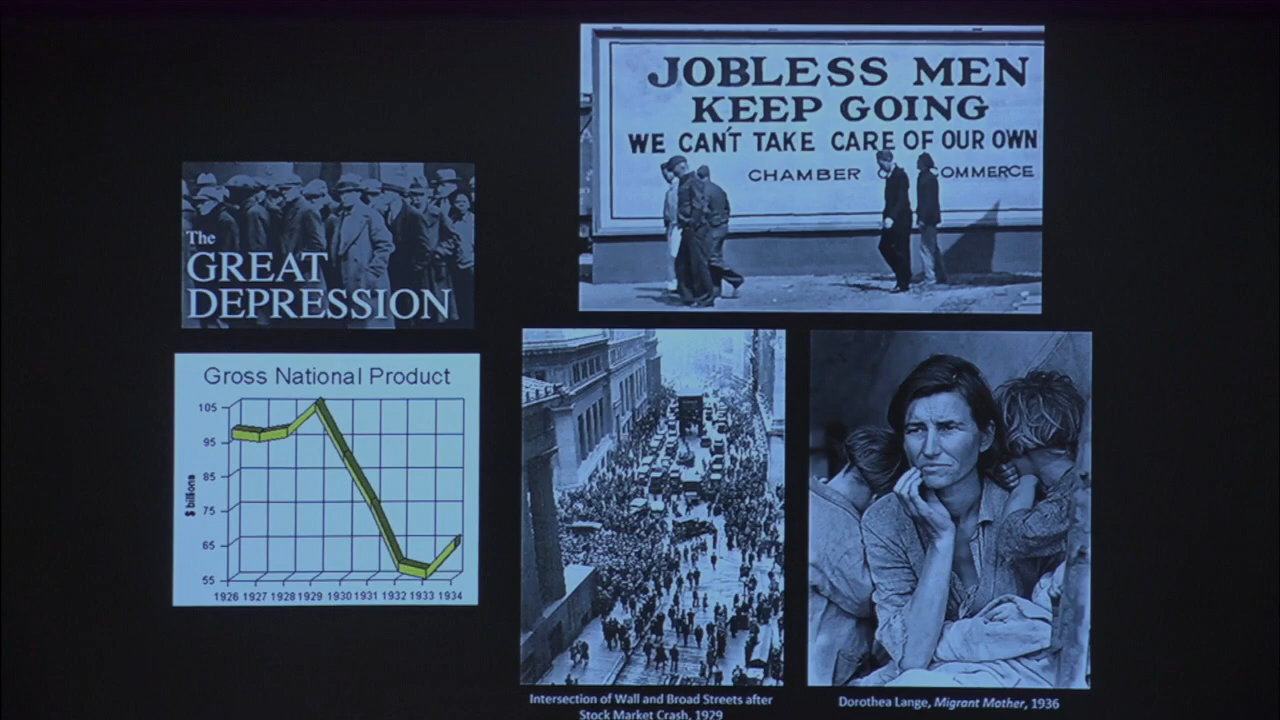 JOBLESS MEN
KEEP GOING
WE CAN'T TAKE CARE OF OUR OWN
CHAMBER COMMERCE
The
GREAT
DEPRESSION
Gross National Product
$ billions
105
95
85
75
65
55
1926 1927 1928 1929 1930 1931 1932 1933 1934
Intersection of Wall and Broad Streets after
Stock Market Crash, 1929
Dorothea Lange, Migrant Mother, 1936